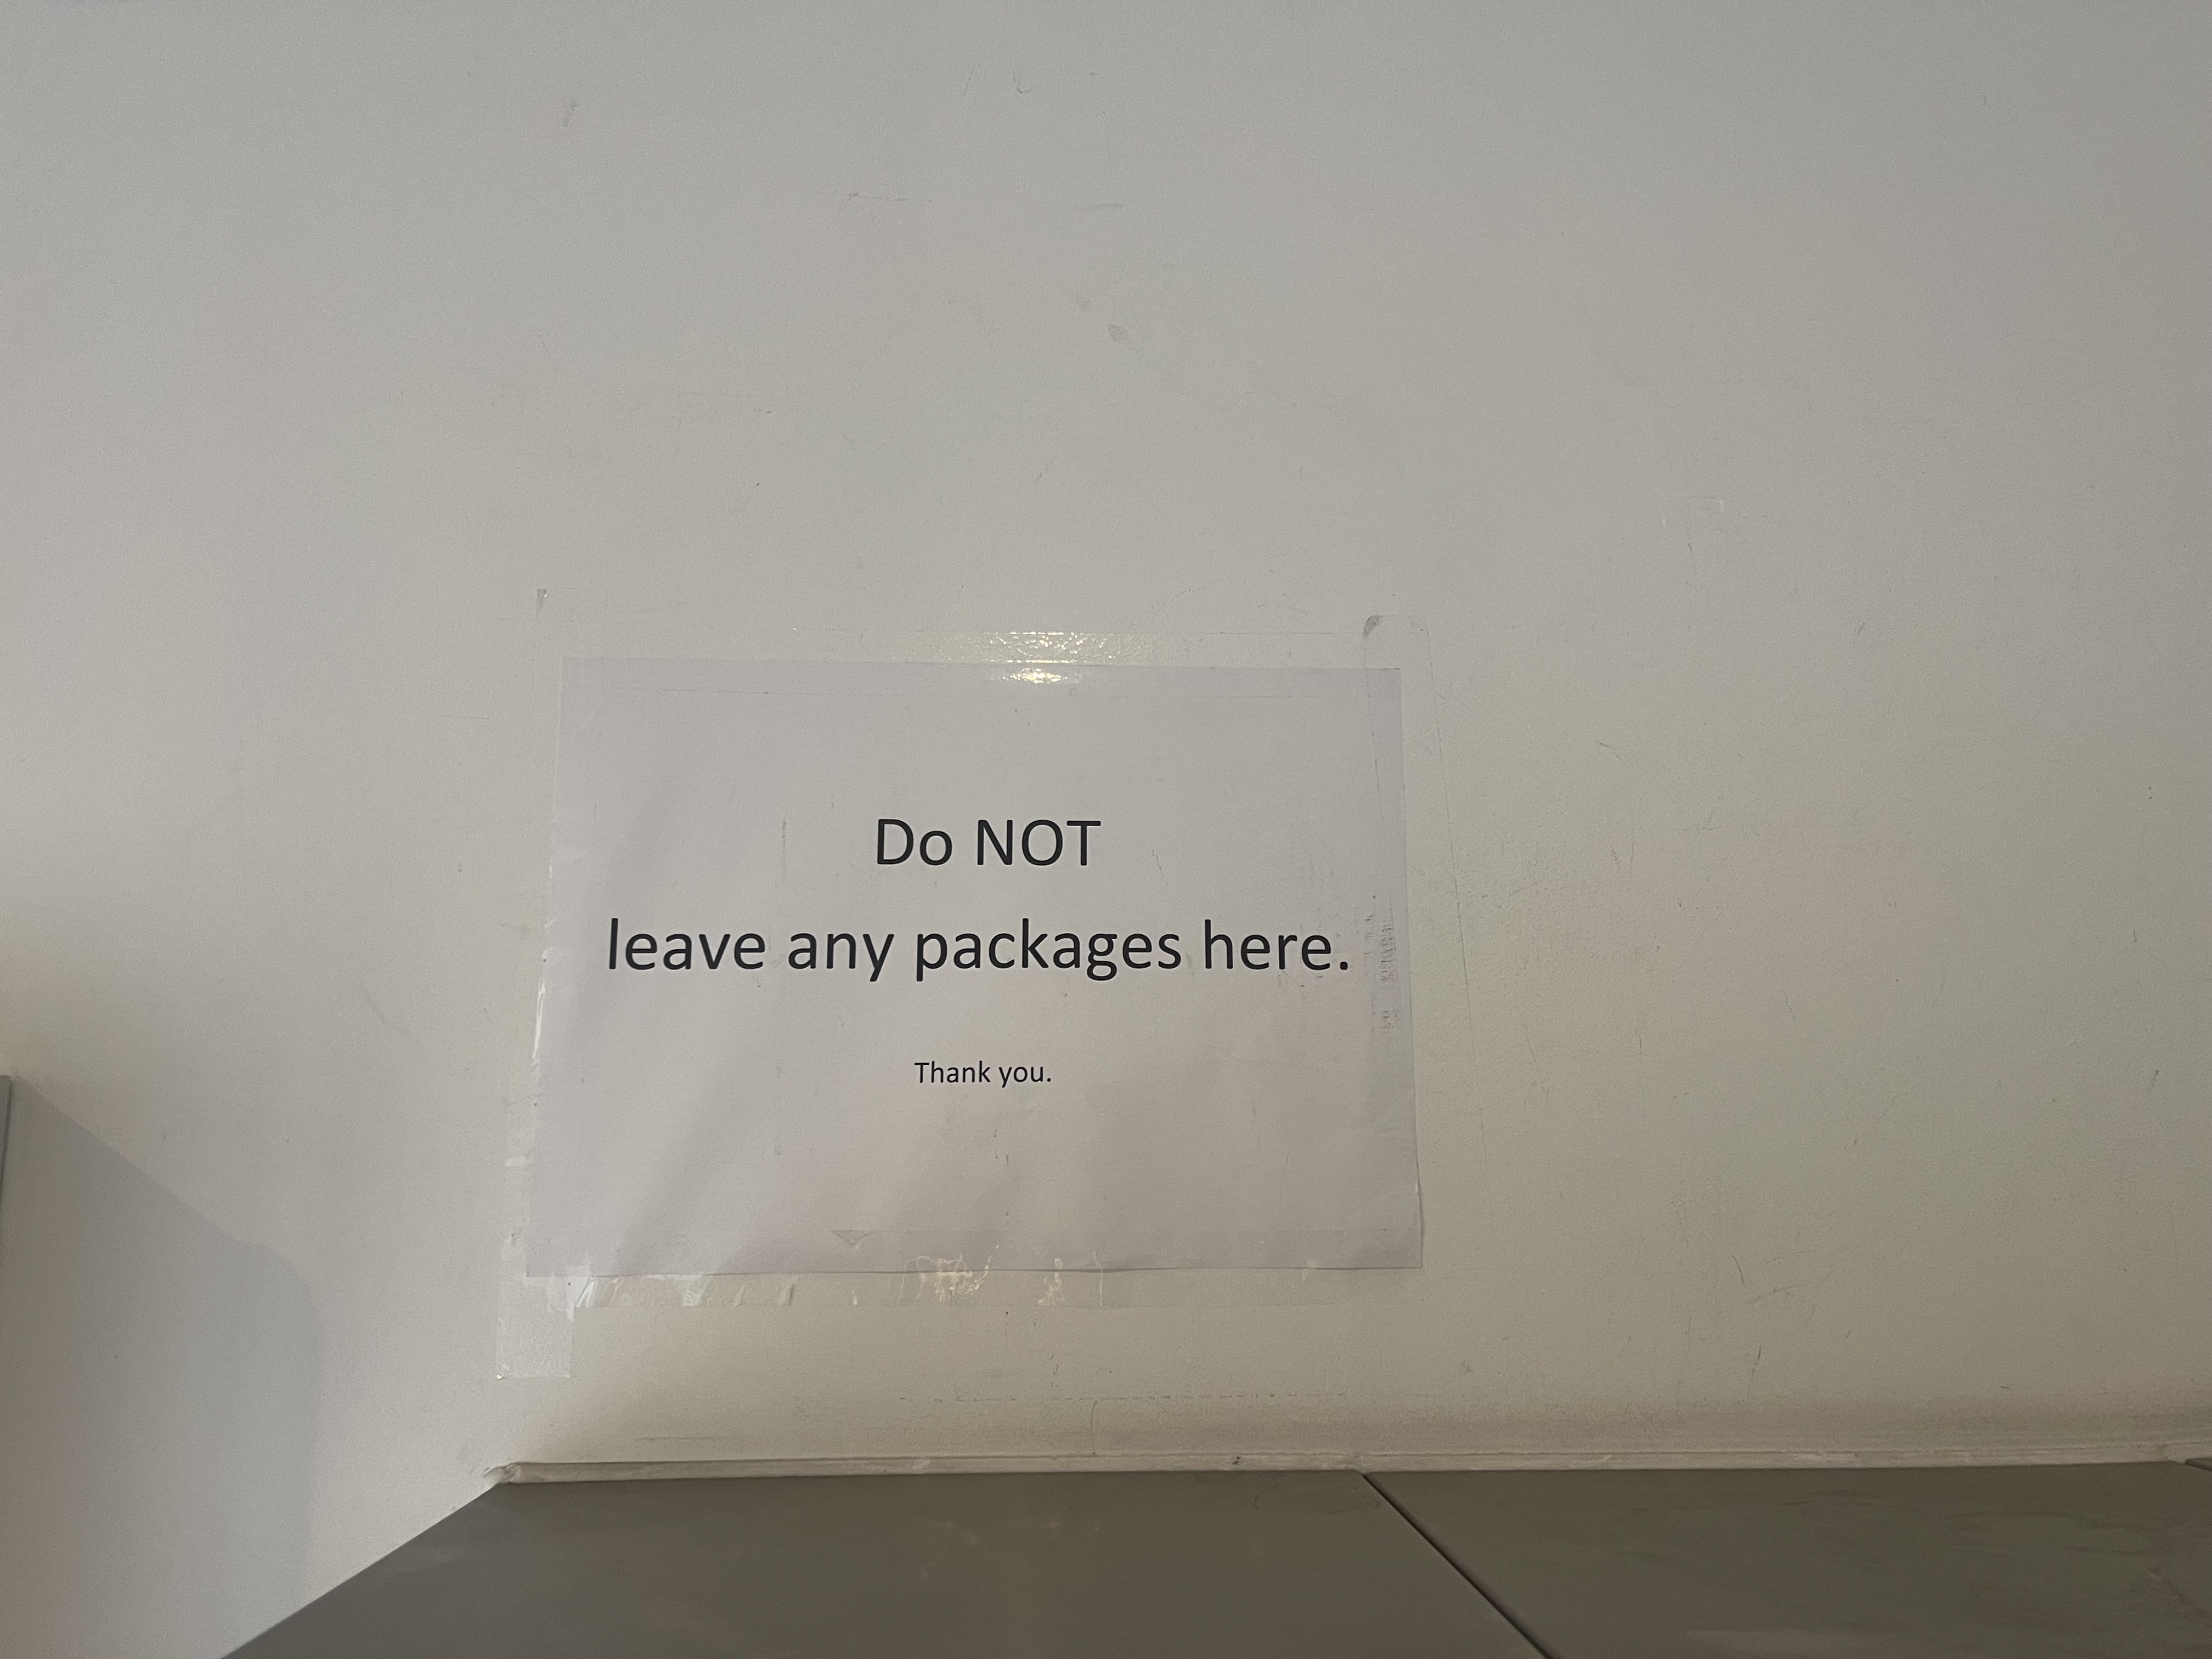 Do NOT
leave any packages here.
Thank you.